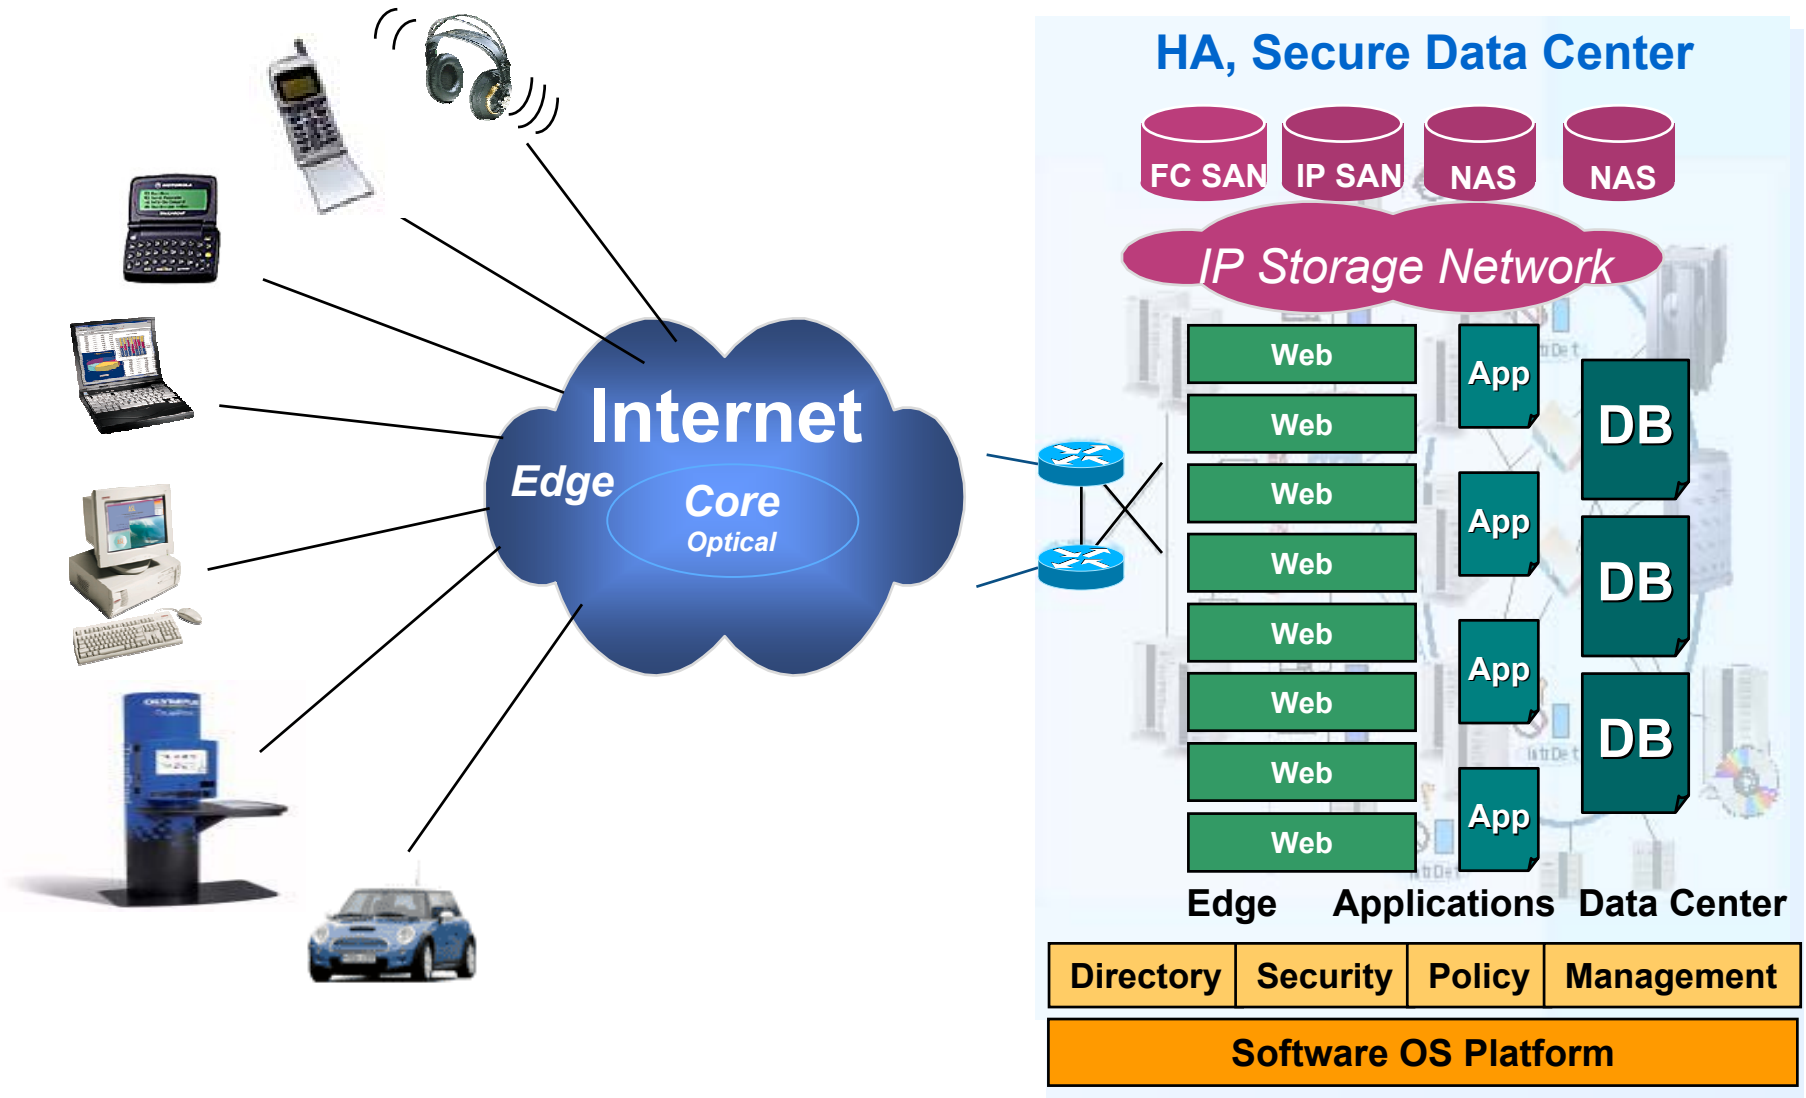 HA, Secure Data Center
FC SAN
IP SAN
NAS
NAS
IP Storage Network
Internet
Edge
Core
Optical
Web
Web
Web
Web
Web
Web
Web
Web
App
App
App
App
DB
DB
DB
Edge
Applications
Data Center
Directory
Security
Policy
Management
Software OS Platform
MOTOROLA
OLYMPUS